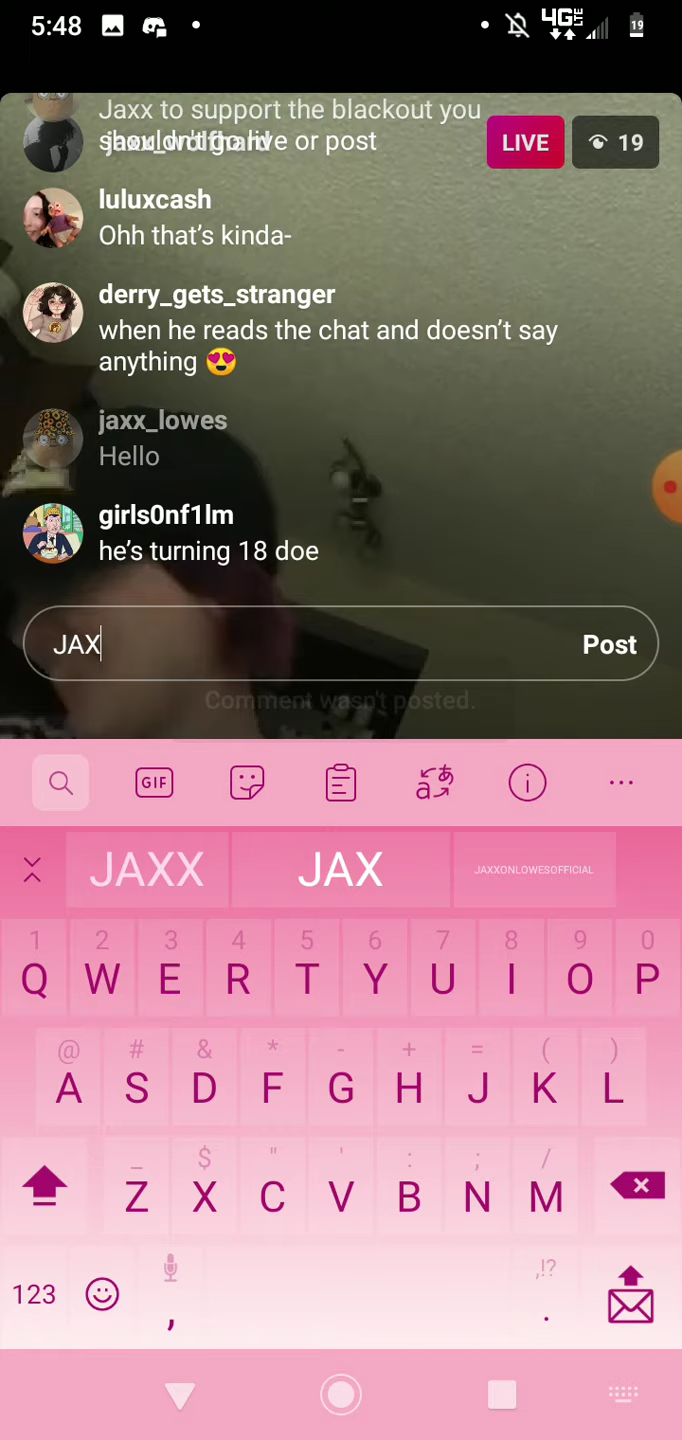 5:48
4G LTE
19
Jaxx to support the blackout you
shouldn't go live or post
LIVE
19
luluxcash
Ohh that's kinda-
derry_gets_stranger
when he reads the chat and doesn't say
anything 😍
jaxx_lowes
Hello
girls0nf1lm
he's turning 18 doe
JAX
Post
Comment wasn't posted.
GIF
a あ
JAXX
JAX
JAXXONLOWESOFFICIAL
1 2 3 4 5 6 7 8 9 0
Q W E R T Y U I O P
@ # & * - + = ( )
A S D F G H J K L
_ $ " ' : ; /
Z X C V B N M
,!?
123 , .